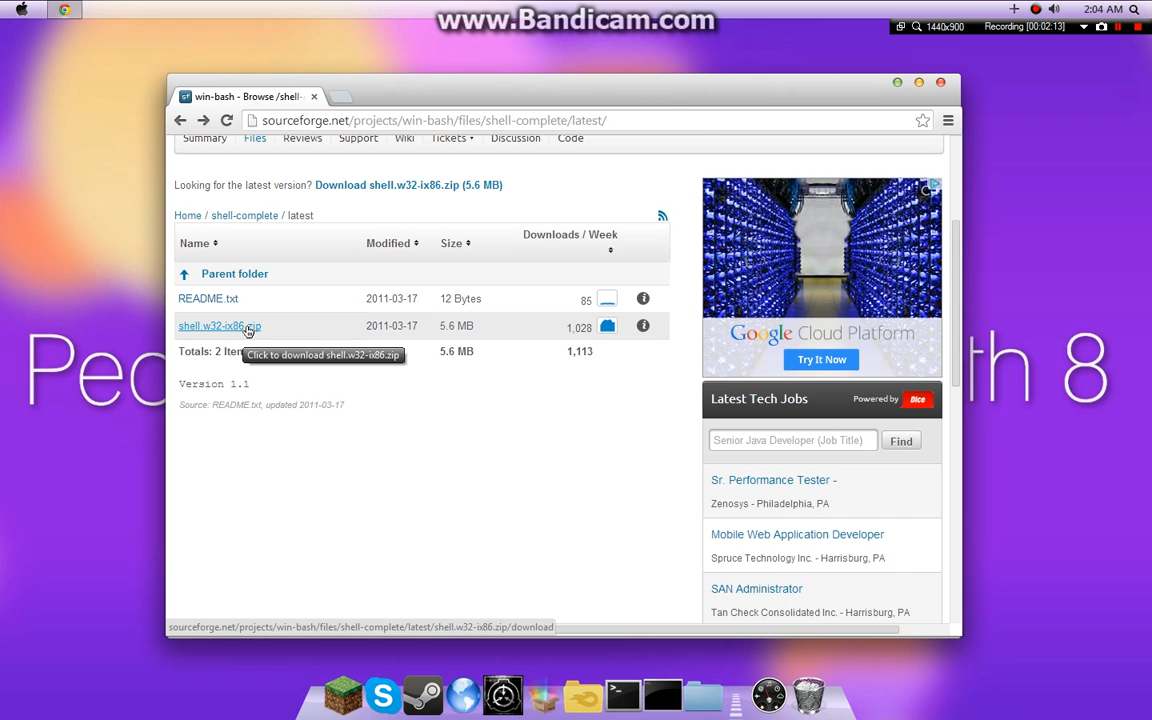 2:04 AM
www.Bandicam.com
1440x900 Recording [00:02:13]
sf win-bash - Browse /shell-
sourceforge.net/projects/win-bash/files/shell-complete/latest/
Summary Files Reviews Support Wiki Tickets Discussion Code
Looking for the latest version? Download shell.w32-ix86.zip (5.6 MB)
Home / shell-complete / latest
Name Modified Size Downloads / Week
Parent folder
README.txt 2011-03-17 12 Bytes 85
shell.w32-ix86.zip 2011-03-17 5.6 MB 1,028
Totals: 2 Item 5.6 MB 1,113
Click to download shell.w32-ix86.zip
Version 1.1
Source: README.txt, updated 2011-03-17
Google Cloud Platform
Try It Now
Latest Tech Jobs Powered by Dice
Senior Java Developer (Job Title) Find
Sr. Performance Tester -
Zenosys - Philadelphia, PA
Mobile Web Application Developer
Spruce Technology Inc. - Harrisburg, PA
SAN Administrator
Tan Check Consolidated Inc. - Harrisburg, PA
sourceforge.net/projects/win-bash/files/shell-complete/latest/shell.w32-ix86.zip/download
Pec th 8